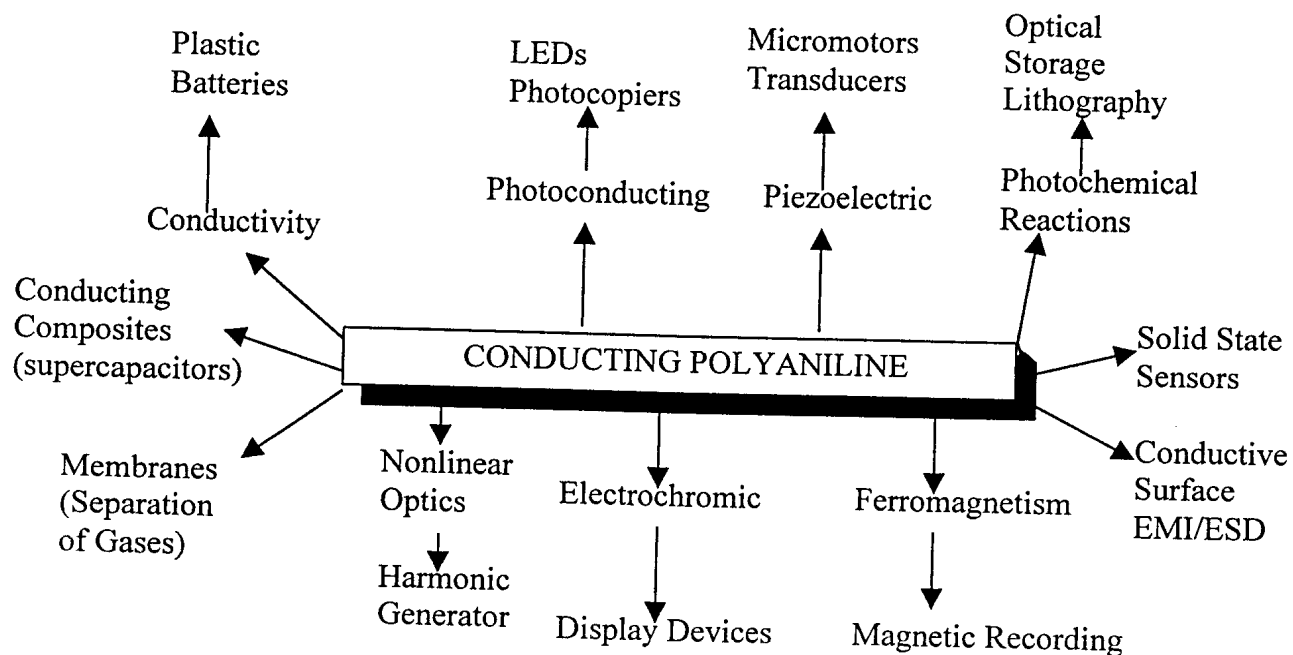 Plastic
Batteries
LEDs
Photocopiers
Micromotors
Transducers
Optical
Storage
Lithography
Conductivity
Photoconducting
Piezoelectric
Photochemical
Reactions
Conducting
Composites
(supercapacitors)
CONDUCTING POLYANILINE
Solid State
Sensors
Membranes
(Separation
of Gases)
Nonlinear
Optics
Electrochromic
Ferromagnetism
Conductive
Surface
EMI/ESD
Harmonic
Generator
Display Devices
Magnetic Recording